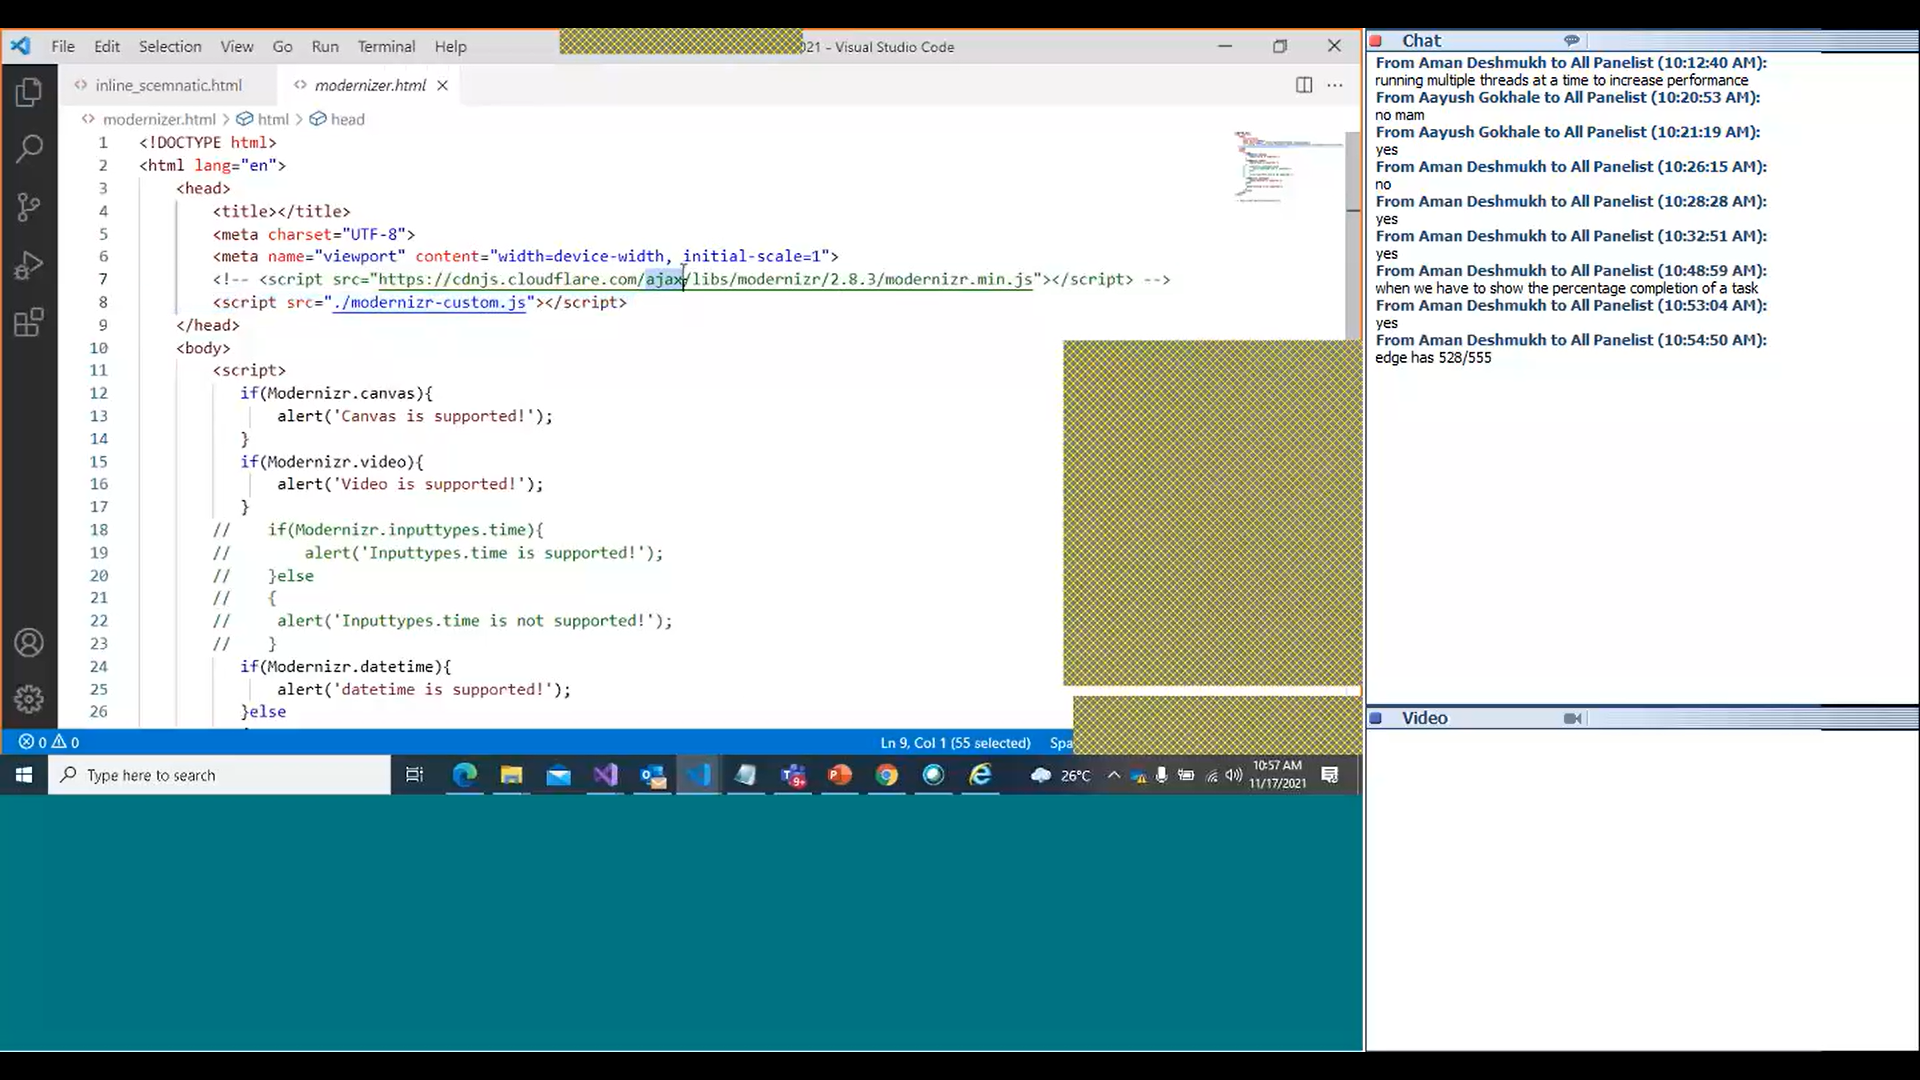 File Edit Selection View Go Run Terminal Help
021 - Visual Studio Code
inline_scemnatic.html
modernizer.html
modernizer.html > html > head
1 <!DOCTYPE html>
2 <html lang="en">
3 <head>
4 <title></title>
5 <meta charset="UTF-8">
6 <meta name="viewport" content="width=device-width, initial-scale=1">
7 <!-- <script src="https://cdnjs.cloudflare.com/ajax/libs/modernizr/2.8.3/modernizr.min.js"></script> -->
8 <script src="./modernizr-custom.js"></script>
9 </head>
10 <body>
11 <script>
12 if(Modernizr.canvas){
13 alert('Canvas is supported!');
14 }
15 if(Modernizr.video){
16 alert('Video is supported!');
17 }
18 // if(Modernizr.inputtypes.time){
19 // alert('Inputtypes.time is supported!');
20 // }else
21 // {
22 // alert('Inputtypes.time is not supported!');
23 // }
24 if(Modernizr.datetime){
25 alert('datetime is supported!');
26 }else
0 0
Ln 9, Col 1 (55 selected)
Spa
Type here to search
9+
26°C
10:57 AM
11/17/2021
Chat
From Aman Deshmukh to All Panelist (10:12:40 AM):
running multiple threads at a time to increase performance
From Aayush Gokhale to All Panelist (10:20:53 AM):
no mam
From Aayush Gokhale to All Panelist (10:21:19 AM):
yes
From Aman Deshmukh to All Panelist (10:26:15 AM):
no
From Aman Deshmukh to All Panelist (10:28:28 AM):
yes
From Aman Deshmukh to All Panelist (10:32:51 AM):
yes
From Aman Deshmukh to All Panelist (10:48:59 AM):
when we have to show the percentage completion of a task
From Aman Deshmukh to All Panelist (10:53:04 AM):
yes
From Aman Deshmukh to All Panelist (10:54:50 AM):
edge has 528/555
Video